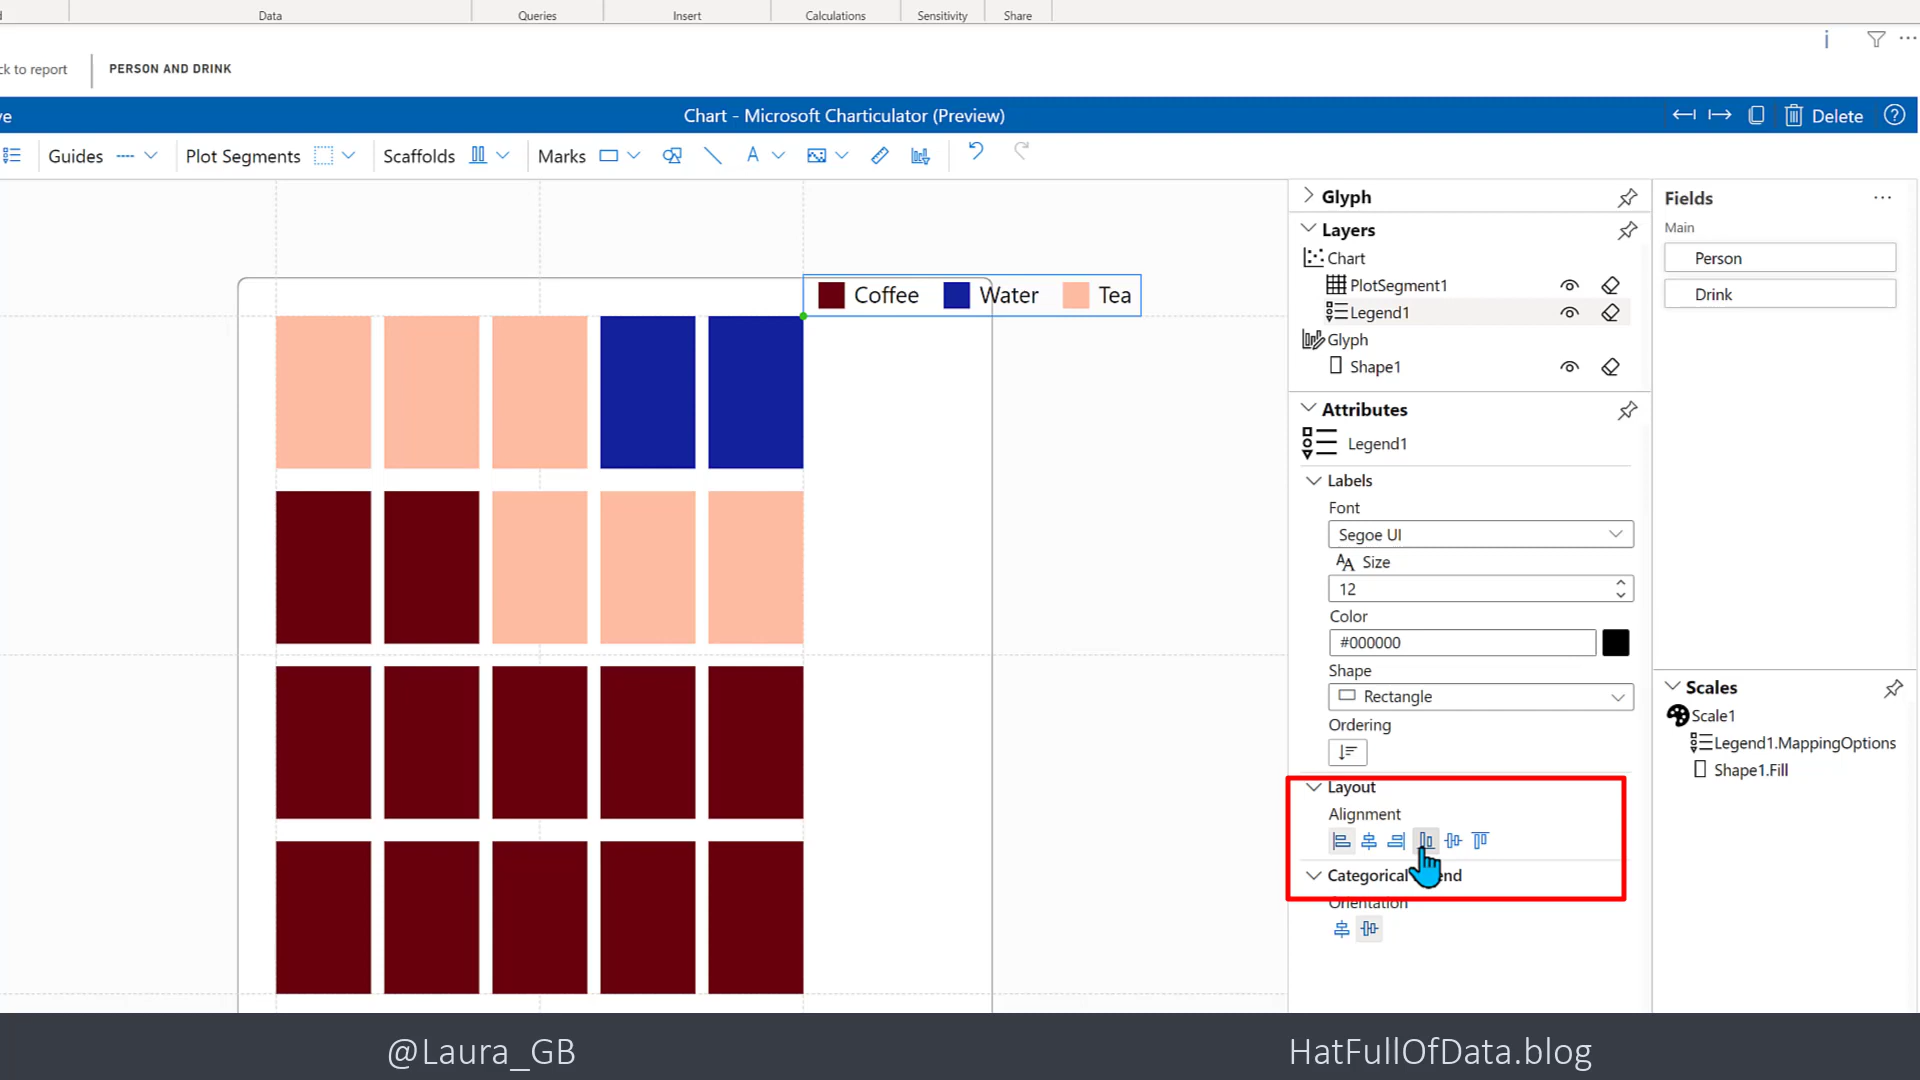 Data
Queries
Insert
Calculations
Sensitivity
Share
ck to report
PERSON AND DRINK
ve
Chart - Microsoft Charticulator (Preview)
Delete
Guides
Plot Segments
Scaffolds
Marks
Coffee
Water
Tea
Glyph
Layers
Chart
PlotSegment1
Legend1
Glyph
Shape1
Attributes
Legend1
Labels
Font
Segoe UI
Size
12
Color
#000000
Shape
Rectangle
Ordering
Layout
Alignment
Categorical end
Orientation
Fields
Main
Person
Drink
Scales
Scale1
Legend1.MappingOptions
Shape1.Fill
@Laura_GB
HatFullOfData.blog